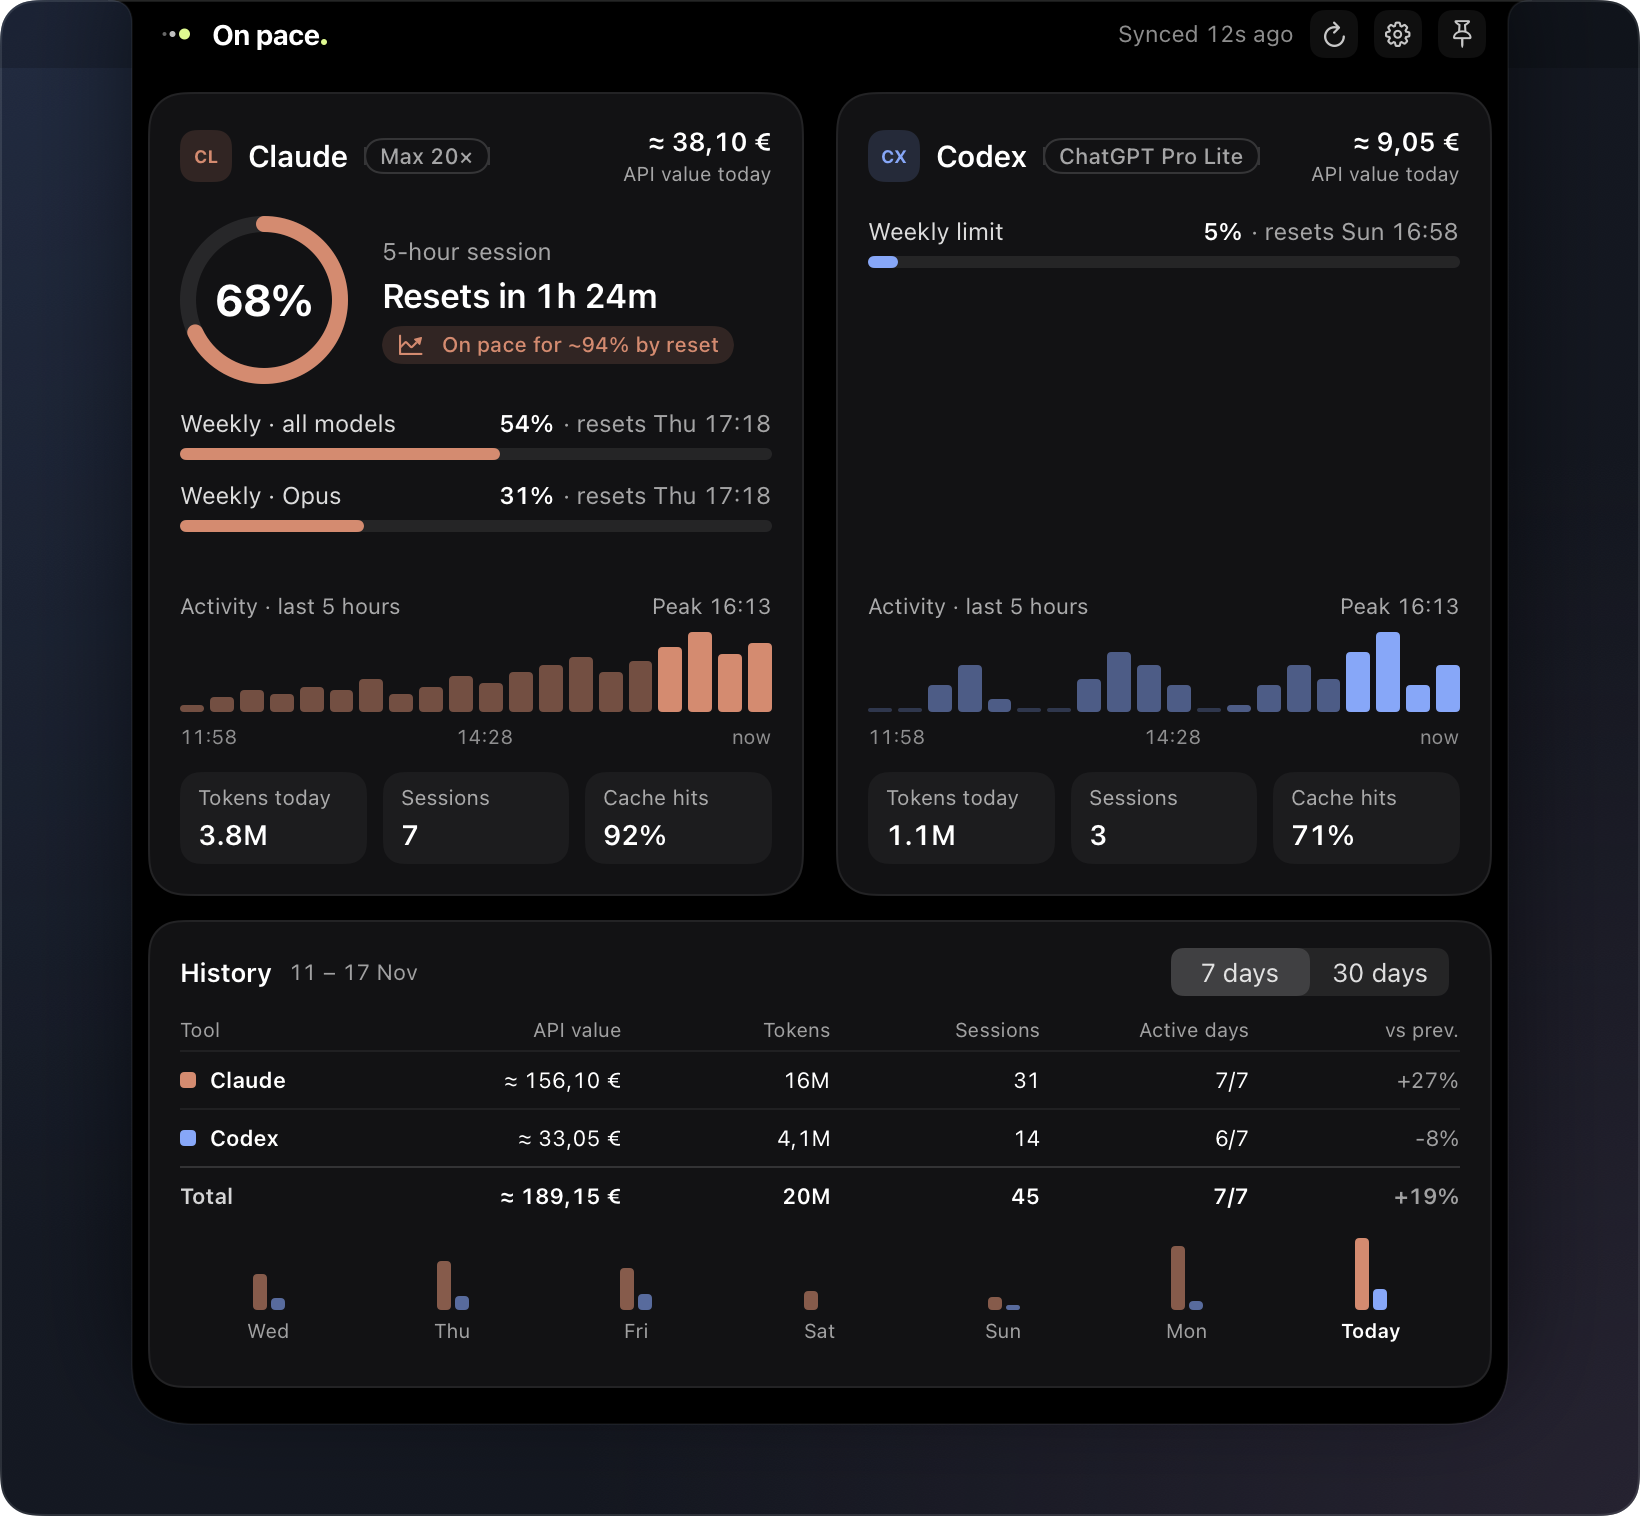 On pace.
Synced 12s ago
CL Claude Max 20×
≈ 38,10 €
API value today
68%
5-hour session
Resets in 1h 24m
On pace for ~94% by reset
Weekly · all models 54% · resets Thu 17:18
Weekly · Opus 31% · resets Thu 17:18
Activity · last 5 hours Peak 16:13
11:58 14:28 now
Tokens today Sessions Cache hits
3.8M 7 92%
CX Codex ChatGPT Pro Lite
≈ 9,05 €
API value today
Weekly limit 5% · resets Sun 16:58
Activity · last 5 hours Peak 16:13
11:58 14:28 now
Tokens today Sessions Cache hits
1.1M 3 71%
History 11 – 17 Nov 7 days 30 days
Tool API value Tokens Sessions Active days vs prev.
Claude ≈ 156,10 € 16M 31 7/7 +27%
Codex ≈ 33,05 € 4,1M 14 6/7 -8%
Total ≈ 189,15 € 20M 45 7/7 +19%
Wed Thu Fri Sat Sun Mon Today